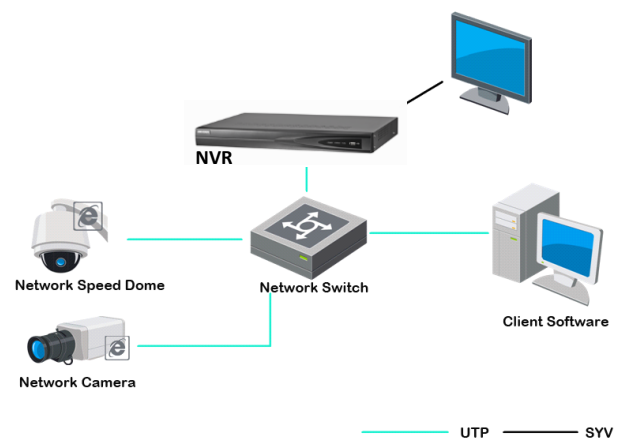 NVR
Network Speed Dome
Network Switch
Client Software
Network Camera
UTP
SYV